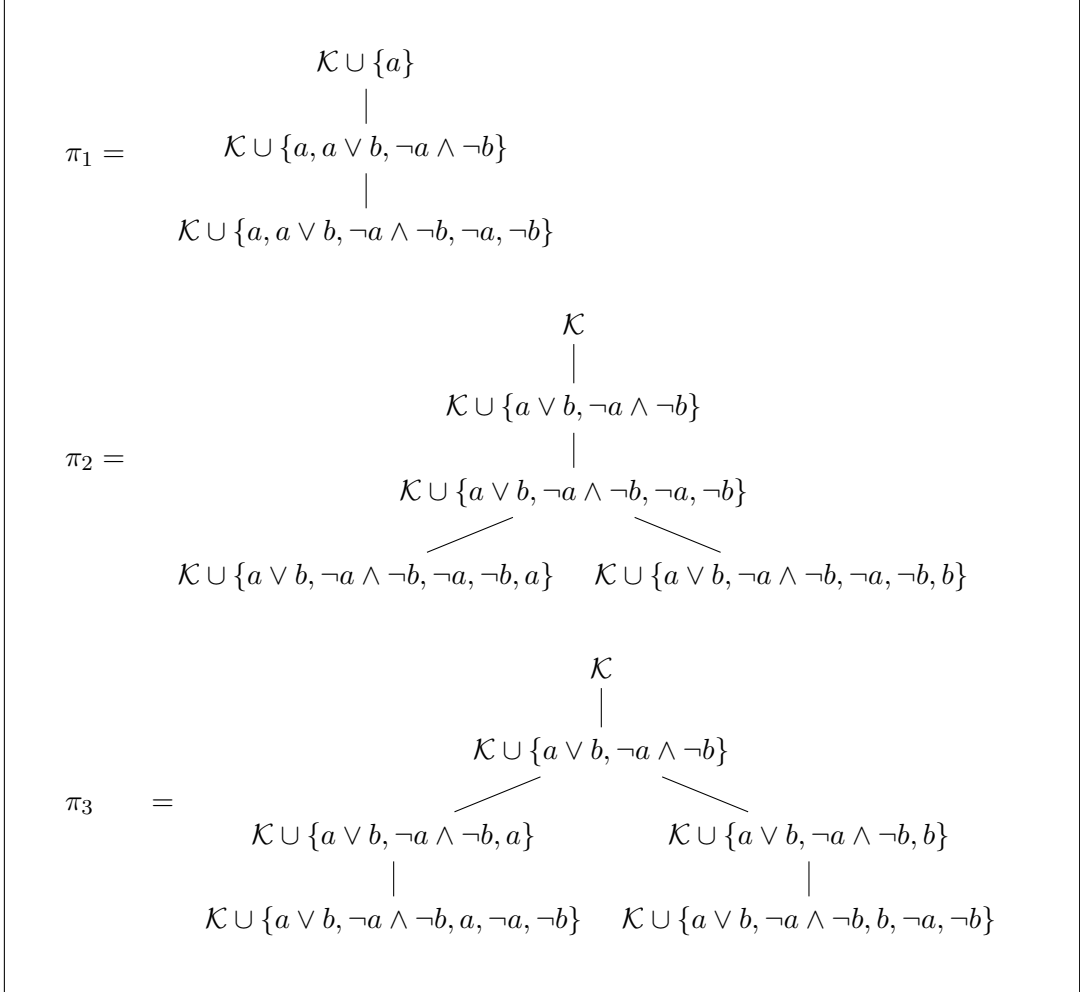 𝒦 ∪ {a}
π₁ = 𝒦 ∪ {a, a ∨ b, ¬a ∧ ¬b}
𝒦 ∪ {a, a ∨ b, ¬a ∧ ¬b, ¬a, ¬b}
𝒦
𝒦 ∪ {a ∨ b, ¬a ∧ ¬b}
π₂ =
𝒦 ∪ {a ∨ b, ¬a ∧ ¬b, ¬a, ¬b}
𝒦 ∪ {a ∨ b, ¬a ∧ ¬b, ¬a, ¬b, a} 𝒦 ∪ {a ∨ b, ¬a ∧ ¬b, ¬a, ¬b, b}
𝒦
𝒦 ∪ {a ∨ b, ¬a ∧ ¬b}
π₃ =
𝒦 ∪ {a ∨ b, ¬a ∧ ¬b, a} 𝒦 ∪ {a ∨ b, ¬a ∧ ¬b, b}
𝒦 ∪ {a ∨ b, ¬a ∧ ¬b, a, ¬a, ¬b} 𝒦 ∪ {a ∨ b, ¬a ∧ ¬b, b, ¬a, ¬b}